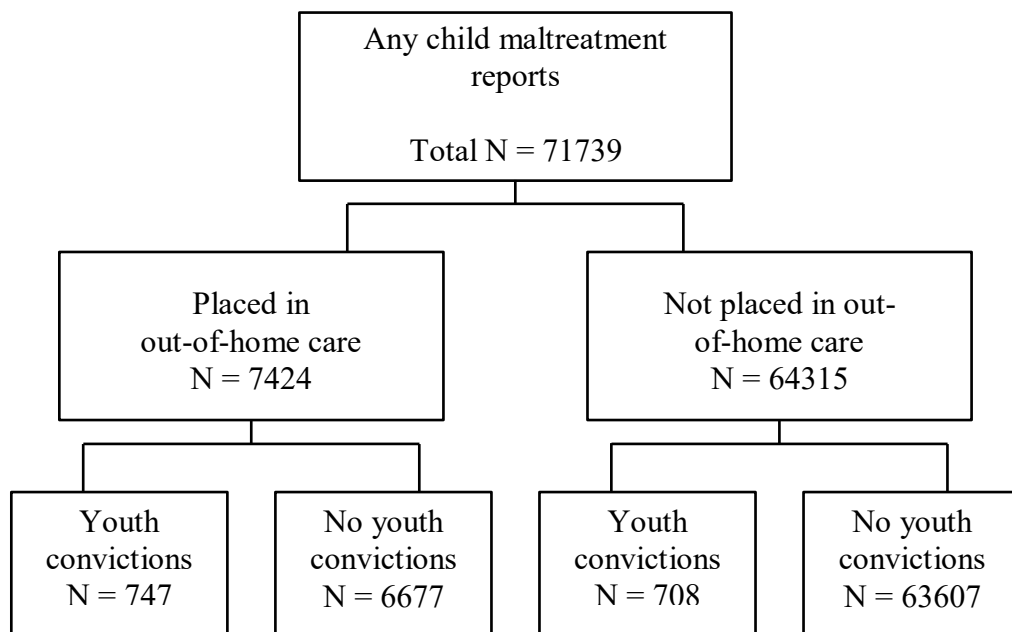 Any child maltreatment
reports
Total N = 71739
Placed in
out-of-home care
N = 7424
Not placed in out-
of-home care
N = 64315
Youth
convictions
N = 747
No youth
convictions
N = 6677
Youth
convictions
N = 708
No youth
convictions
N = 63607